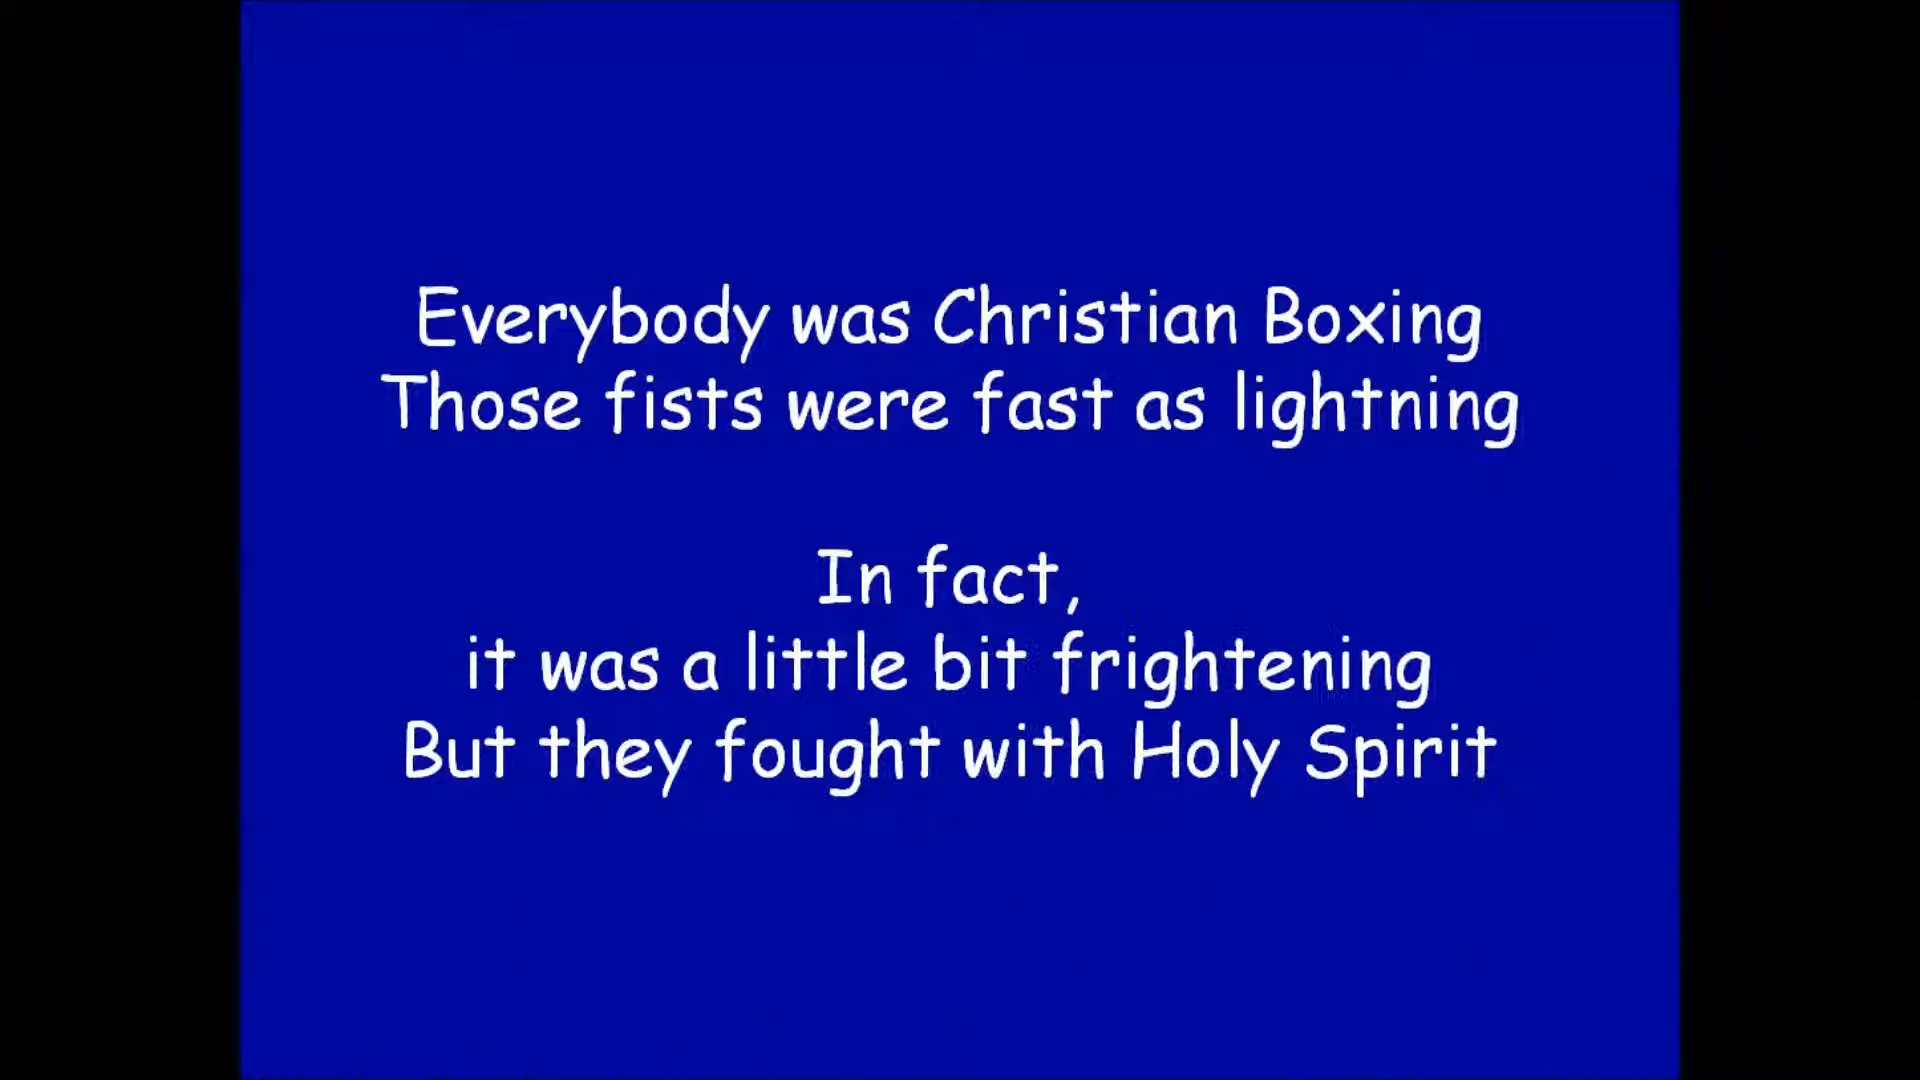 Everybody was Christian Boxing
Those fists were fast as lightning
In fact,
it was a little bit frightening
But they fought with Holy Spirit